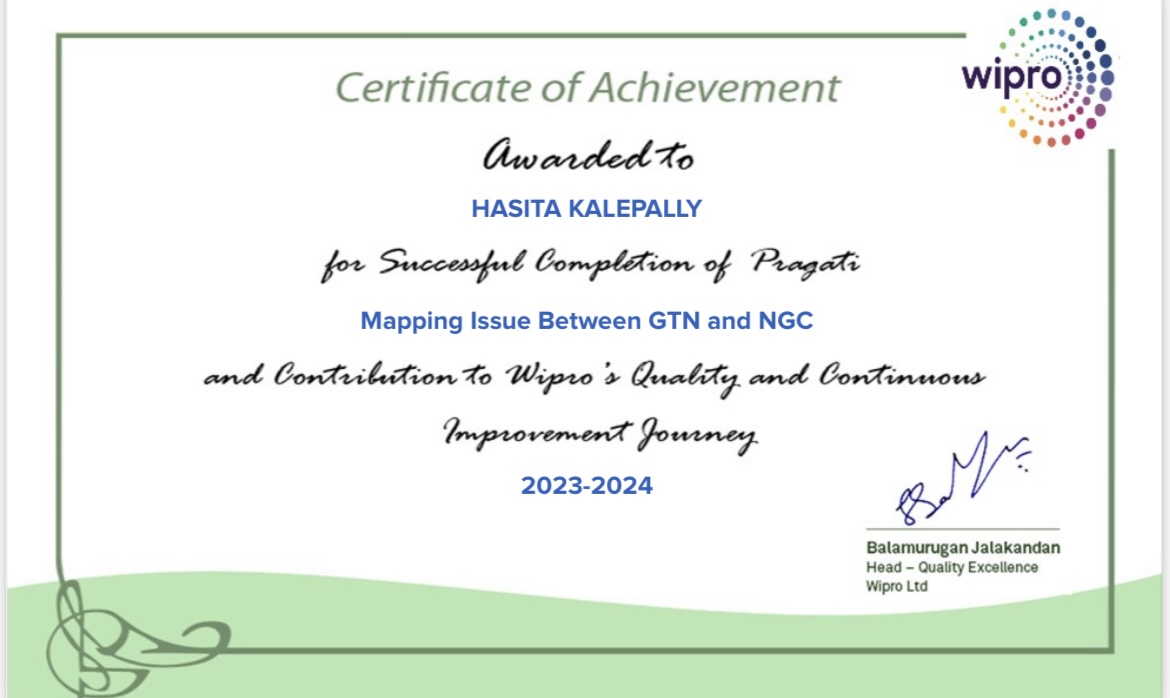 wipro
Certificate of Achievement
Awarded to
HASITA KALEPALLY
for Successful Completion of Pragati
Mapping Issue Between GTN and NGC
and Contribution to Wipro's Quality and Continuous
Improvement Journey
2023-2024
Balamurugan Jalakandan
Head – Quality Excellence
Wipro Ltd